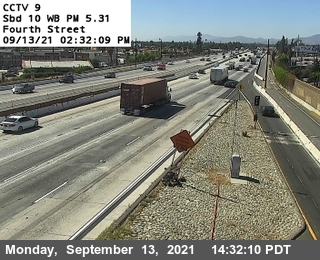 CCTV 9
Sbd 10 WB PM 5.31
Fourth Street
09/13/21 02:32:09 PM
Monday, September 13, 2021 14:32:10 PDT